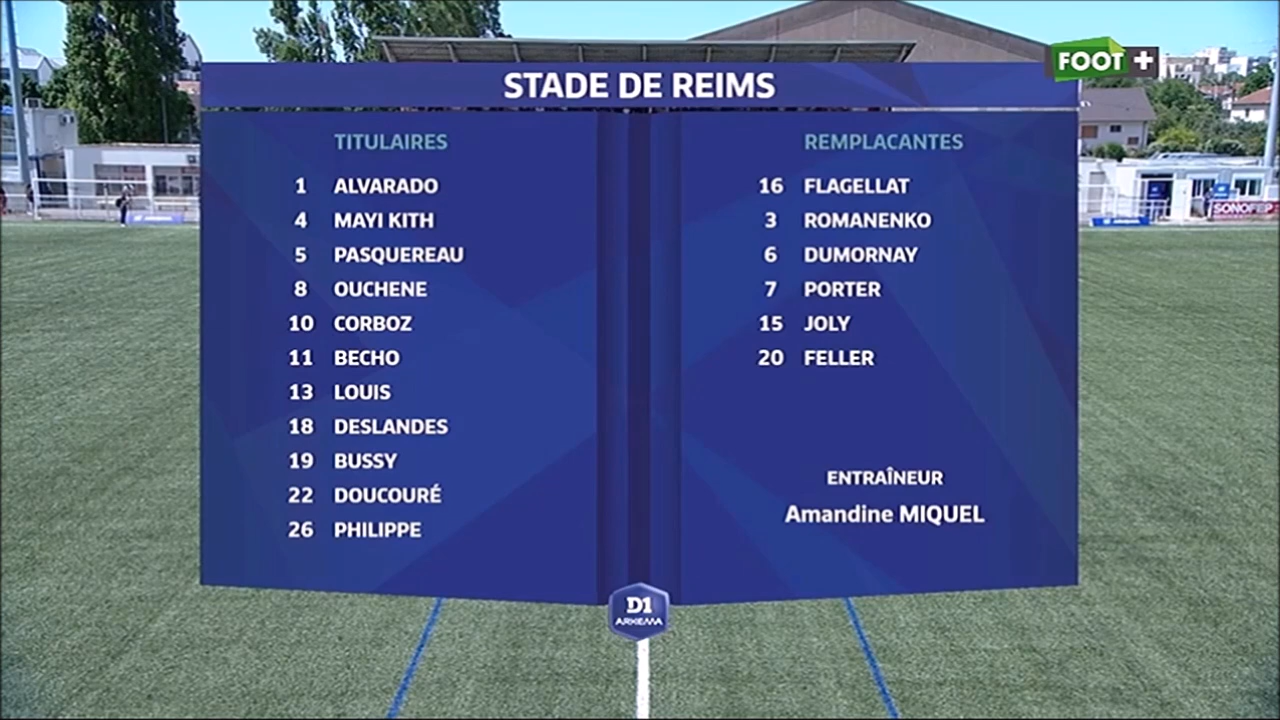 FOOT +
STADE DE REIMS
TITULAIRES
1 ALVARADO
4 MAYI KITH
5 PASQUEREAU
8 OUCHENE
10 CORBOZ
11 BECHO
13 LOUIS
18 DESLANDES
19 BUSSY
22 DOUCOURÉ
26 PHILIPPE
REMPLACANTES
16 FLAGELLAT
3 ROMANENKO
6 DUMORNAY
7 PORTER
15 JOLY
20 FELLER
ENTRAÎNEUR
Amandine MIQUEL
SONOFEP
D1
ARKEMA